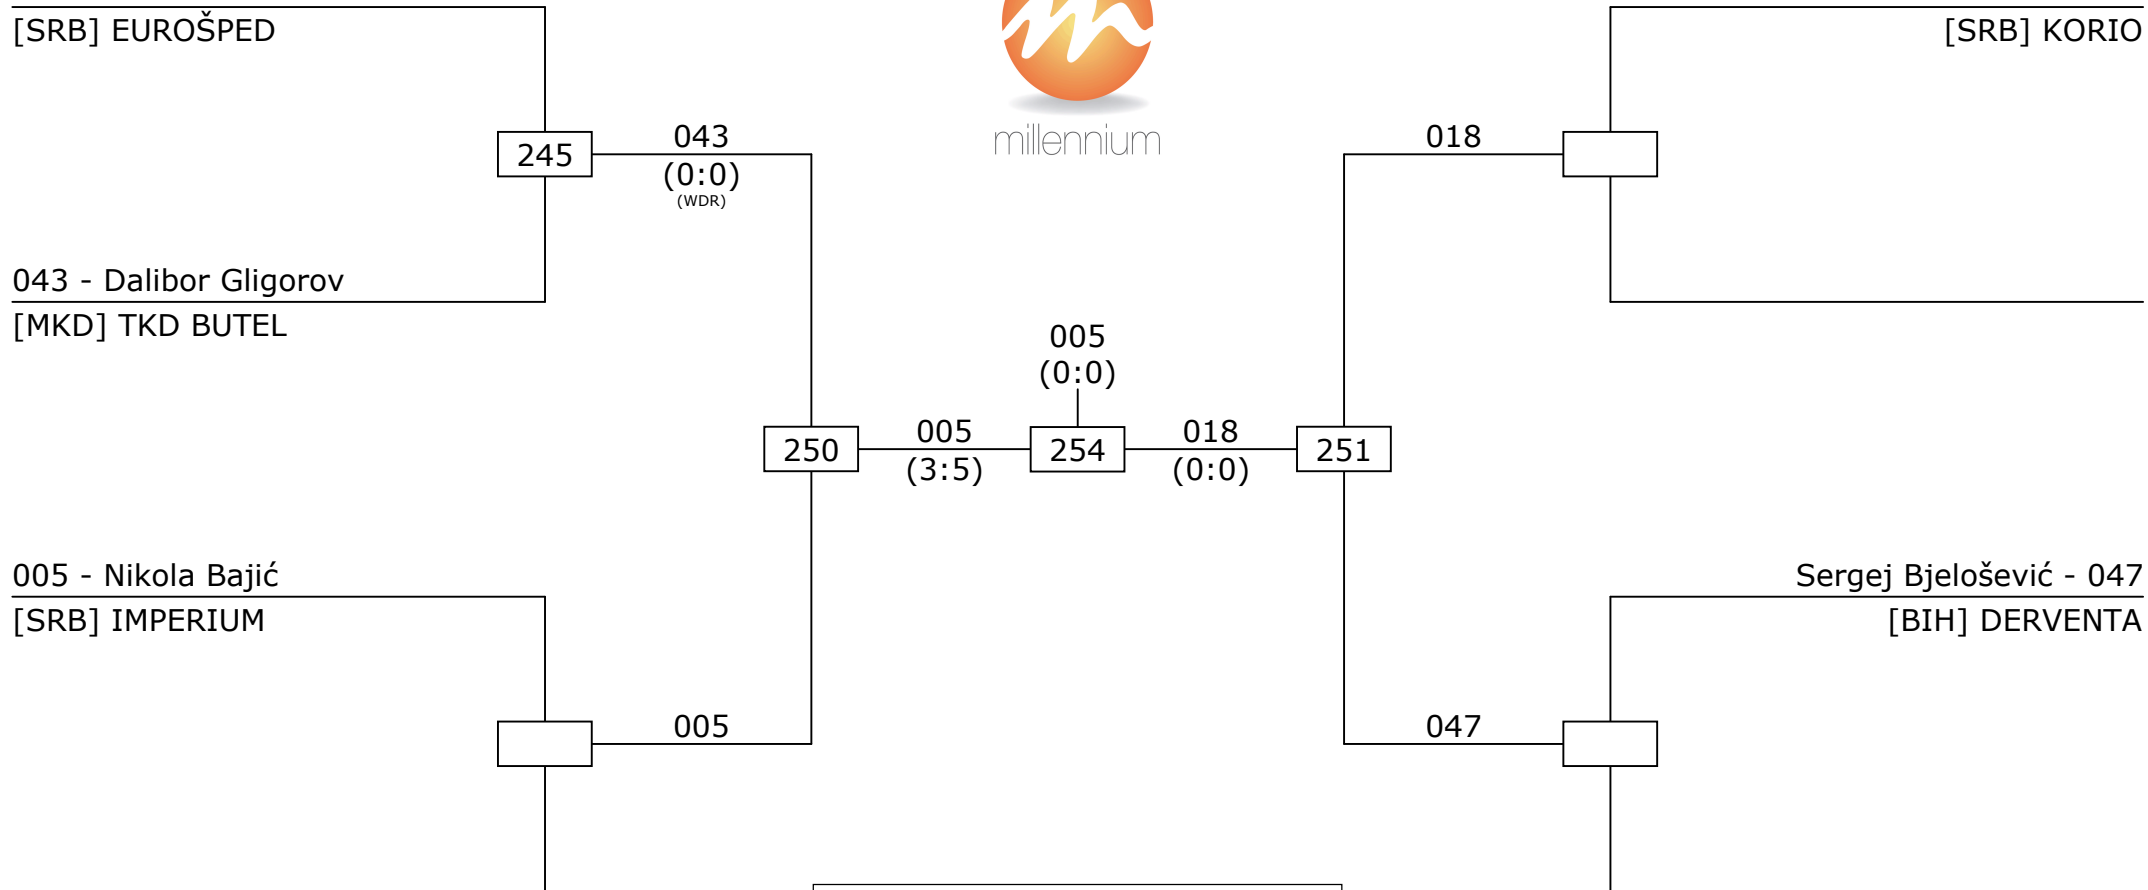 [SRB] EUROŠPED
[SRB] KORIO
millennium
245
043
(0:0)
(WDR)
018
043 - Dalibor Gligorov
[MKD] TKD BUTEL
005
(0:0)
250
005
(3:5)
254
018
(0:0)
251
005 - Nikola Bajić
[SRB] IMPERIUM
Sergej Bjelošević - 047
[BIH] DERVENTA
005
047